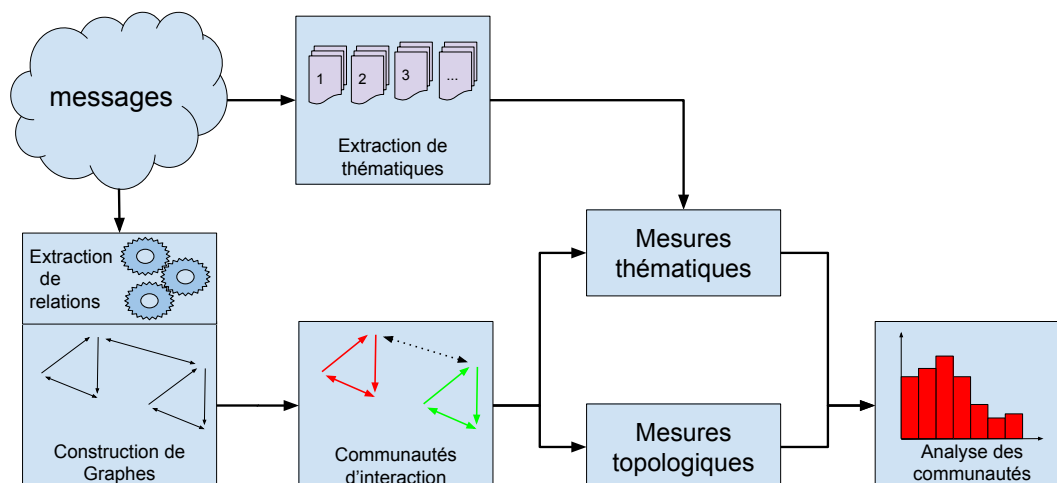 messages
1
2
3
...
Extraction de
thématiques
Extraction
de
relations
Mesures
thématiques
Construction de
Graphes
Communautés
d'interaction
Mesures
topologiques
Analyse des
communautés